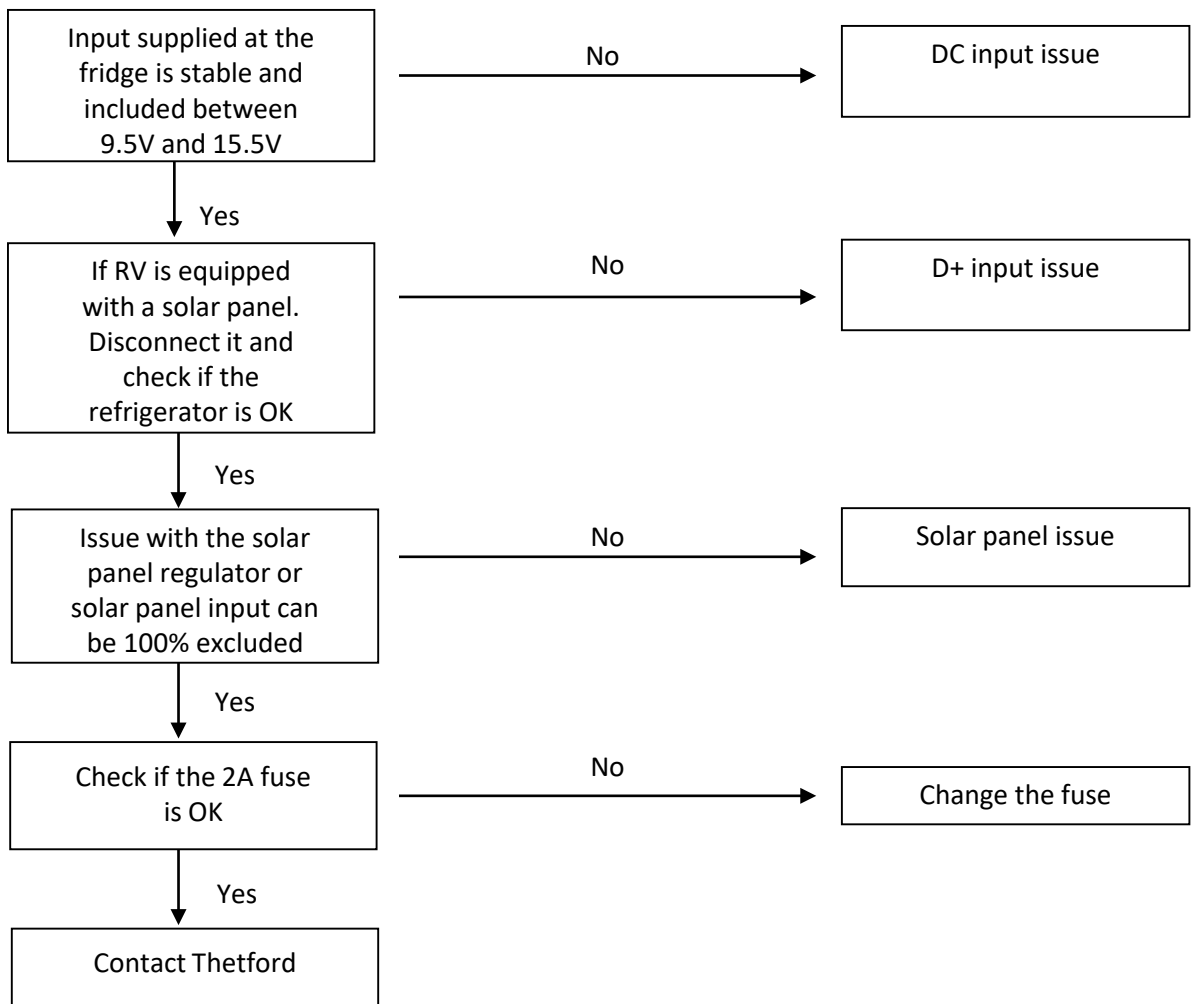 Input supplied at the
fridge is stable and
included between
9.5V and 15.5V
No
DC input issue
Yes
If RV is equipped
with a solar panel.
Disconnect it and
check if the
refrigerator is OK
No
D+ input issue
Yes
Issue with the solar
panel regulator or
solar panel input can
be 100% excluded
No
Solar panel issue
Yes
Check if the 2A fuse
is OK
No
Change the fuse
Yes
Contact Thetford